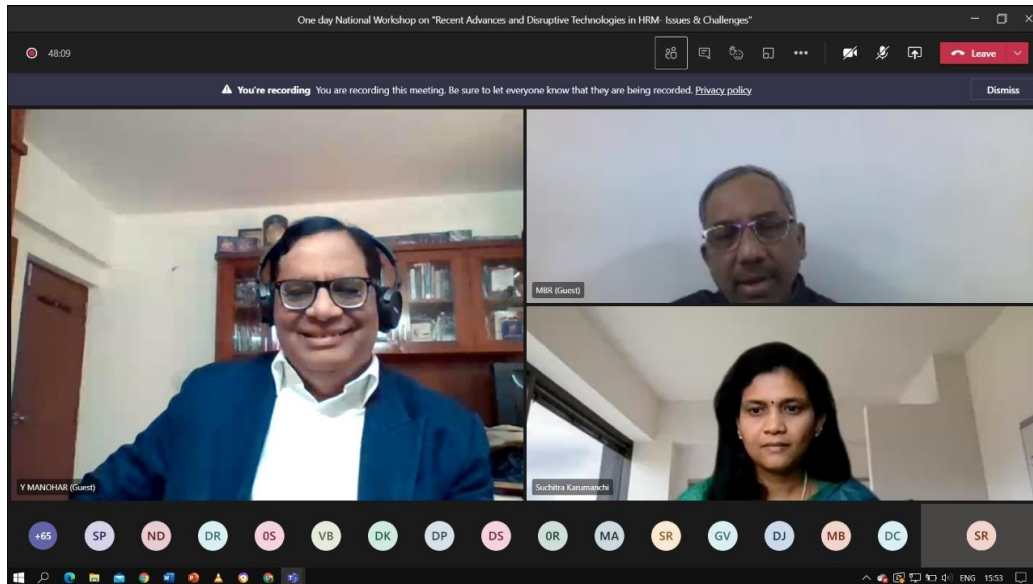 One day National Workshop on "Recent Advances and Disruptive Technologies in HRM- Issues & Challenges"
48:09
Leave
You're recording You are recording this meeting. Be sure to let everyone know that they are being recorded. Privacy policy
Dismiss
Y MANOHAR (Guest)
MBR (Guest)
Suchitra Karumanchi
+65 SP ND DR 0S VB DK DP DS 0R MA SR GV DJ MB DC SR
ENG 15:53